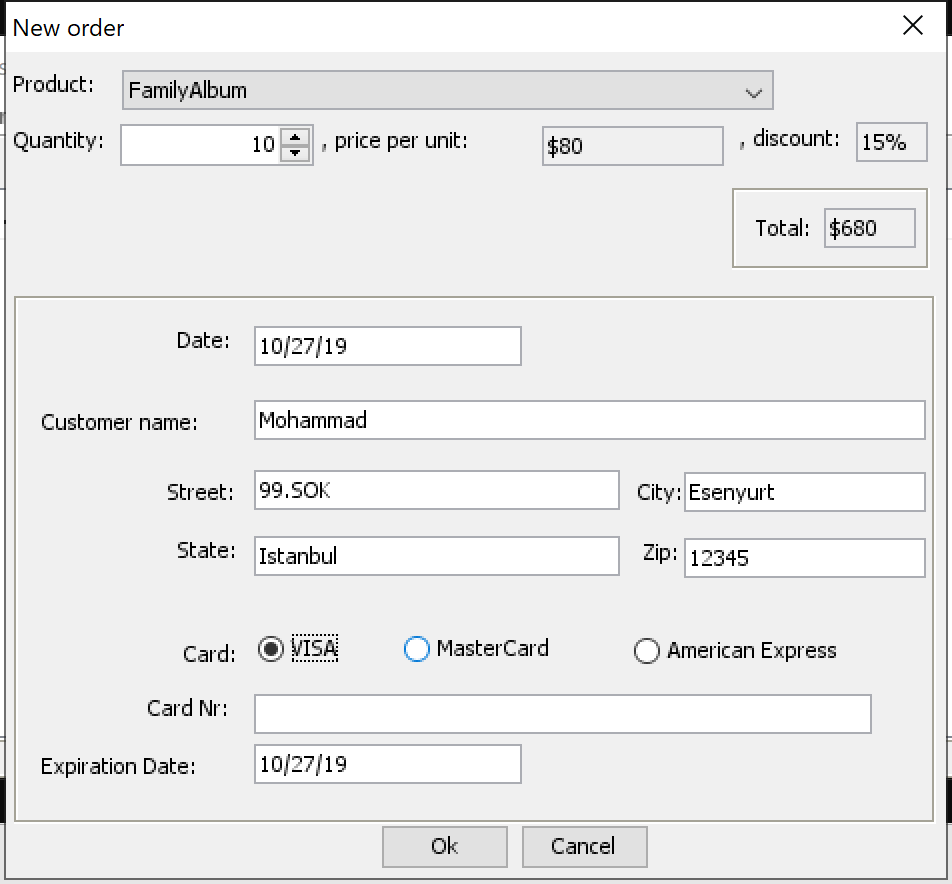 New order
Product: FamilyAlbum
Quantity: 10 , price per unit: $80 , discount: 15%
Total: $680
Date: 10/27/19
Customer name: Mohammad
Street: 99.SOK City: Esenyurt
State: Istanbul Zip: 12345
Card: VISA MasterCard American Express
Card Nr:
Expiration Date: 10/27/19
Ok Cancel